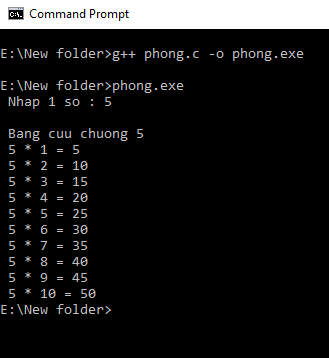 Command Prompt
E:\New folder>g++ phong.c -o phong.exe
E:\New folder>phong.exe
Nhap 1 so : 5
Bang cuu chuong 5
5 * 1 = 5
5 * 2 = 10
5 * 3 = 15
5 * 4 = 20
5 * 5 = 25
5 * 6 = 30
5 * 7 = 35
5 * 8 = 40
5 * 9 = 45
5 * 10 = 50
E:\New folder>